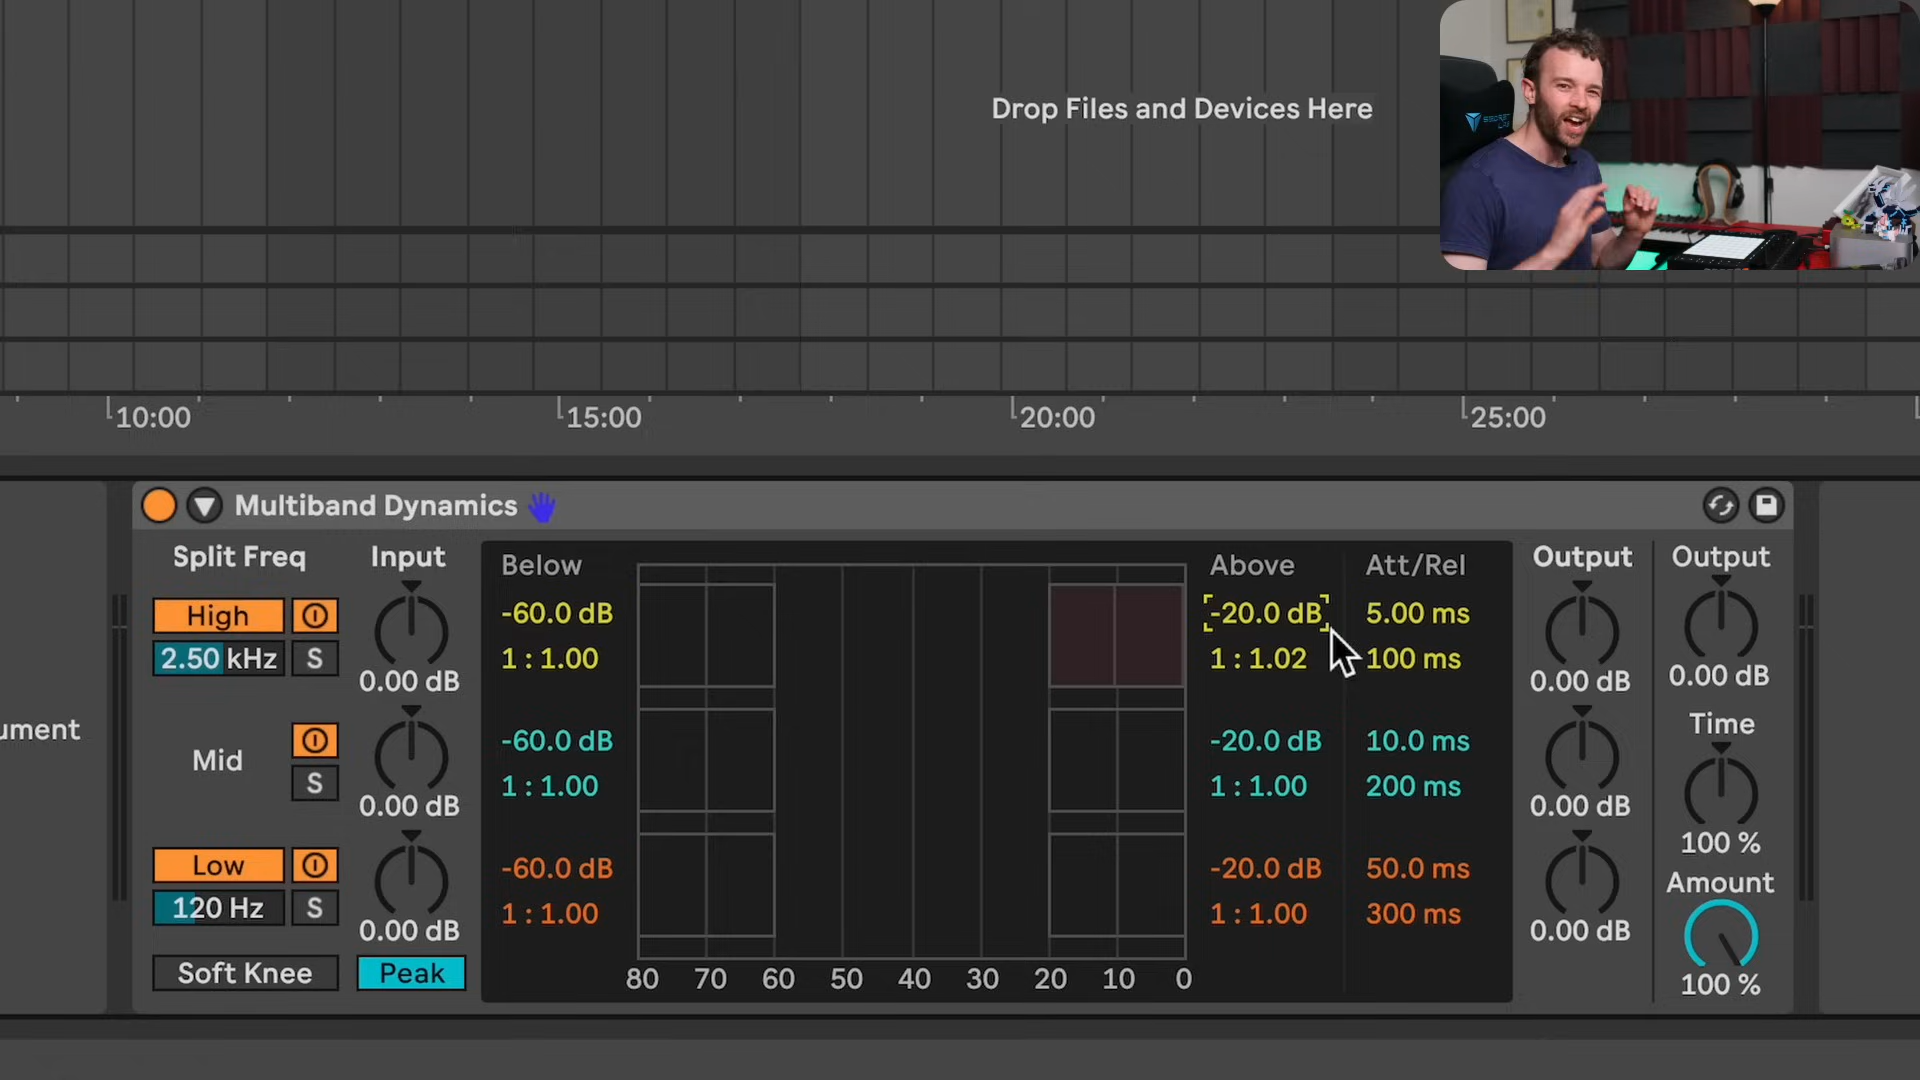 Drop Files and Devices Here
SECRET
LAB
10:00
15:00
20:00
25:00
Multiband Dynamics
Split Freq
Input
Below
Above
Att/Rel
Output
Output
High
2.50 kHz
S
0.00 dB
-60.0 dB
1 : 1.00
-20.0 dB
1 : 1.02
5.00 ms
100 ms
0.00 dB
0.00 dB
ument
Mid
S
0.00 dB
-60.0 dB
1 : 1.00
-20.0 dB
1 : 1.00
10.0 ms
200 ms
0.00 dB
Time
100 %
Low
120 Hz
S
0.00 dB
-60.0 dB
1 : 1.00
-20.0 dB
1 : 1.00
50.0 ms
300 ms
0.00 dB
Amount
100 %
Soft Knee
Peak
80 70 60 50 40 30 20 10 0